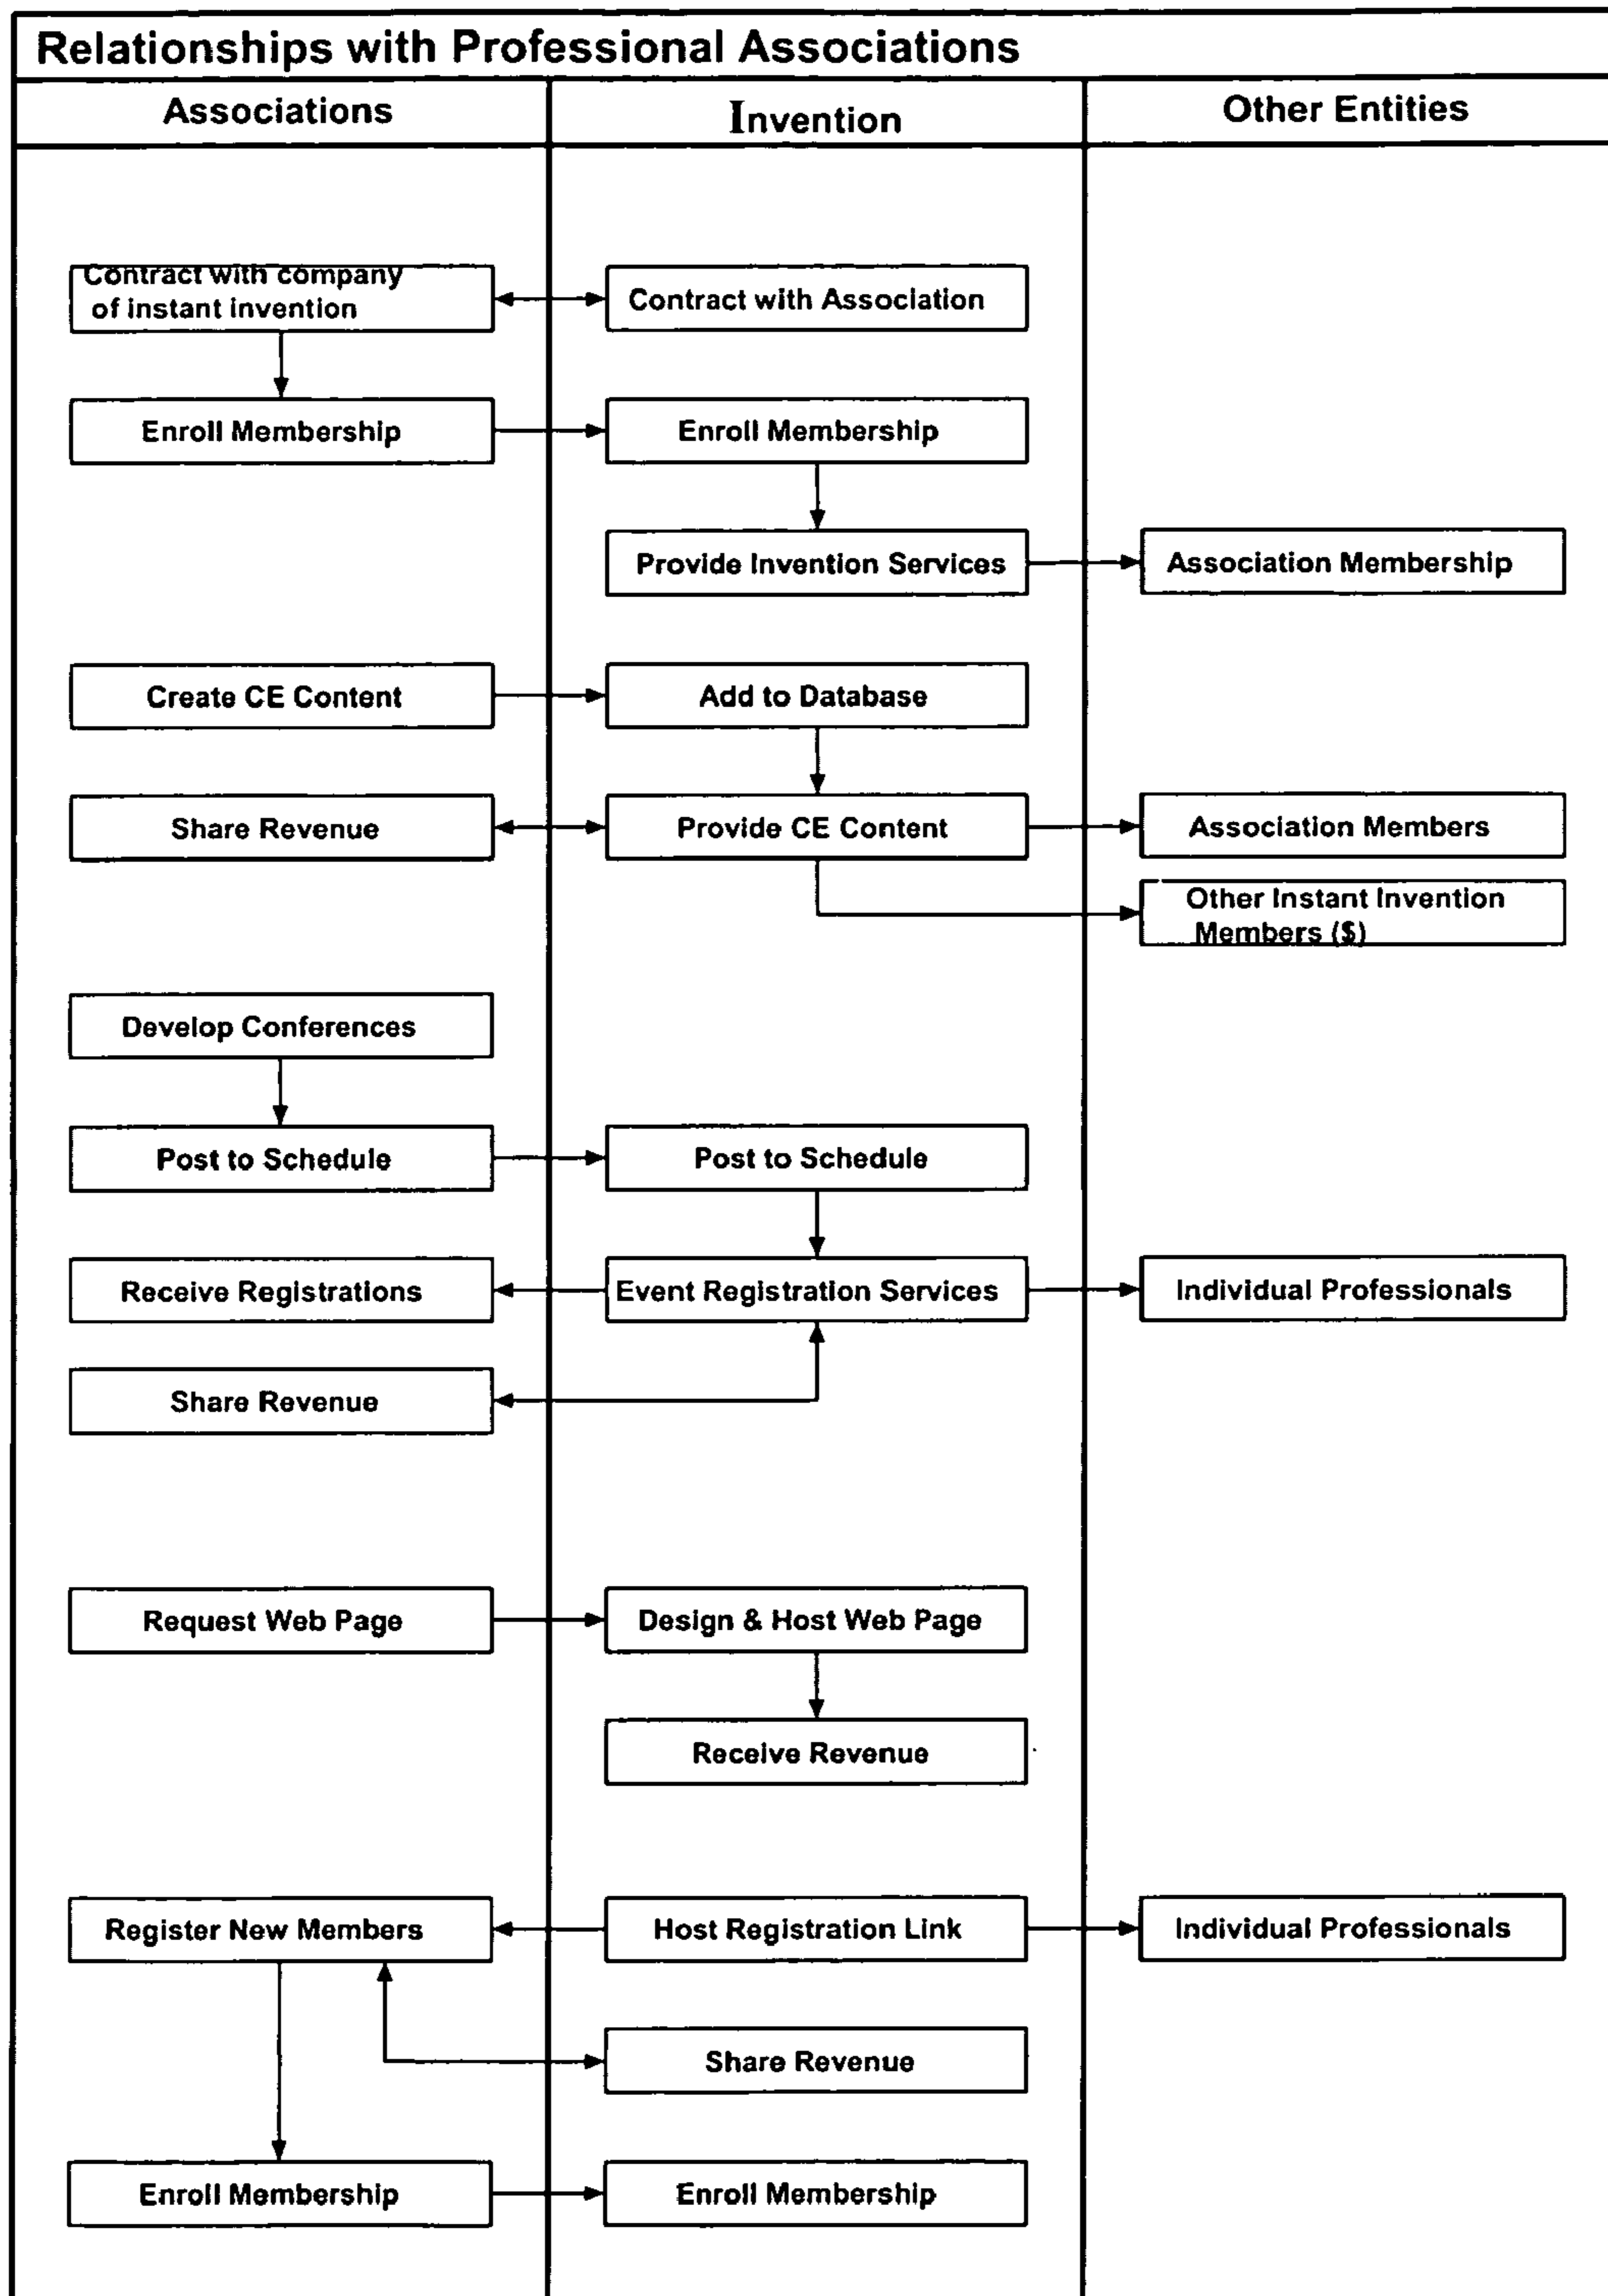 Relationships with Professional Associations
Associations
Invention
Other Entities
Contract with company
of instant invention
Contract with Association
Enroll Membership
Enroll Membership
Provide Invention Services
Association Membership
Create CE Content
Add to Database
Share Revenue
Provide CE Content
Association Members
Other Instant Invention
Members ($)
Develop Conferences
Post to Schedule
Post to Schedule
Receive Registrations
Event Registration Services
Individual Professionals
Share Revenue
Request Web Page
Design & Host Web Page
Receive Revenue
Register New Members
Host Registration Link
Individual Professionals
Share Revenue
Enroll Membership
Enroll Membership